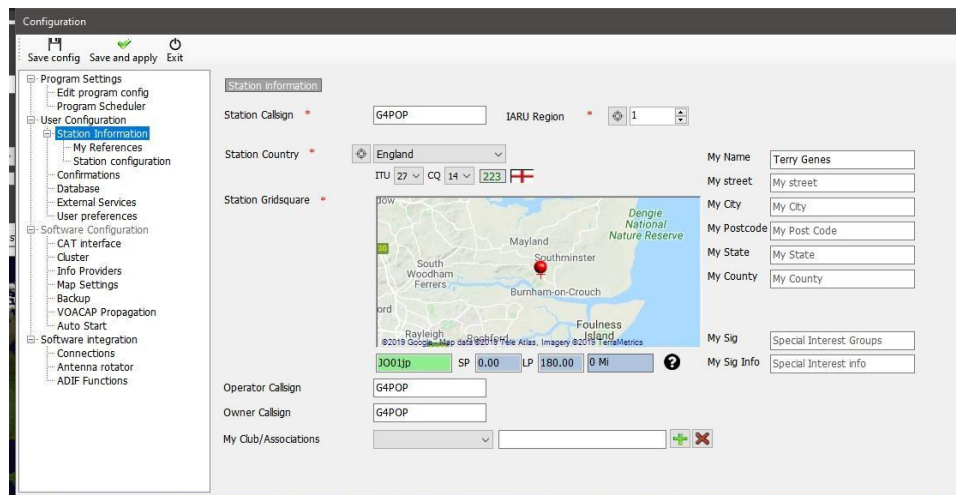 Configuration
Save config Save and apply Exit
Program Settings
Edit program config
Program Scheduler
User Configuration
Station Information
My References
Station configuration
Confirmations
Database
External Services
User preferences
Software Configuration
CAT interface
Cluster
Info Providers
Map Settings
Backup
VOACAP Propagation
Auto Start
Software integration
Connections
Antenna rotator
ADIF Functions
Station information
Station Callsign * G4POP IARU Region * 1
Station Country * England
ITU 27 CQ 14 223
Station Gridsquare *
dow
Dengie
National
Nature Reserve
30
Mayland
South
Woodham
Ferrers
Southminster
Burnham-on-Crouch
ord
Foulness
Island
Rayleigh Rochford
©2019 Google - Map data ©2019 Tele Atlas, Imagery ©2019 TerraMetrics
JO01jp SP 0.00 LP 180.00 0 Mi ?
Operator Callsign G4POP
Owner Callsign G4POP
My Club/Associations
My Name Terry Genes
My street My street
My City My City
My Postcode My Post Code
My State My State
My County My County
My Sig Special Interest Groups
My Sig Info Special Interest info